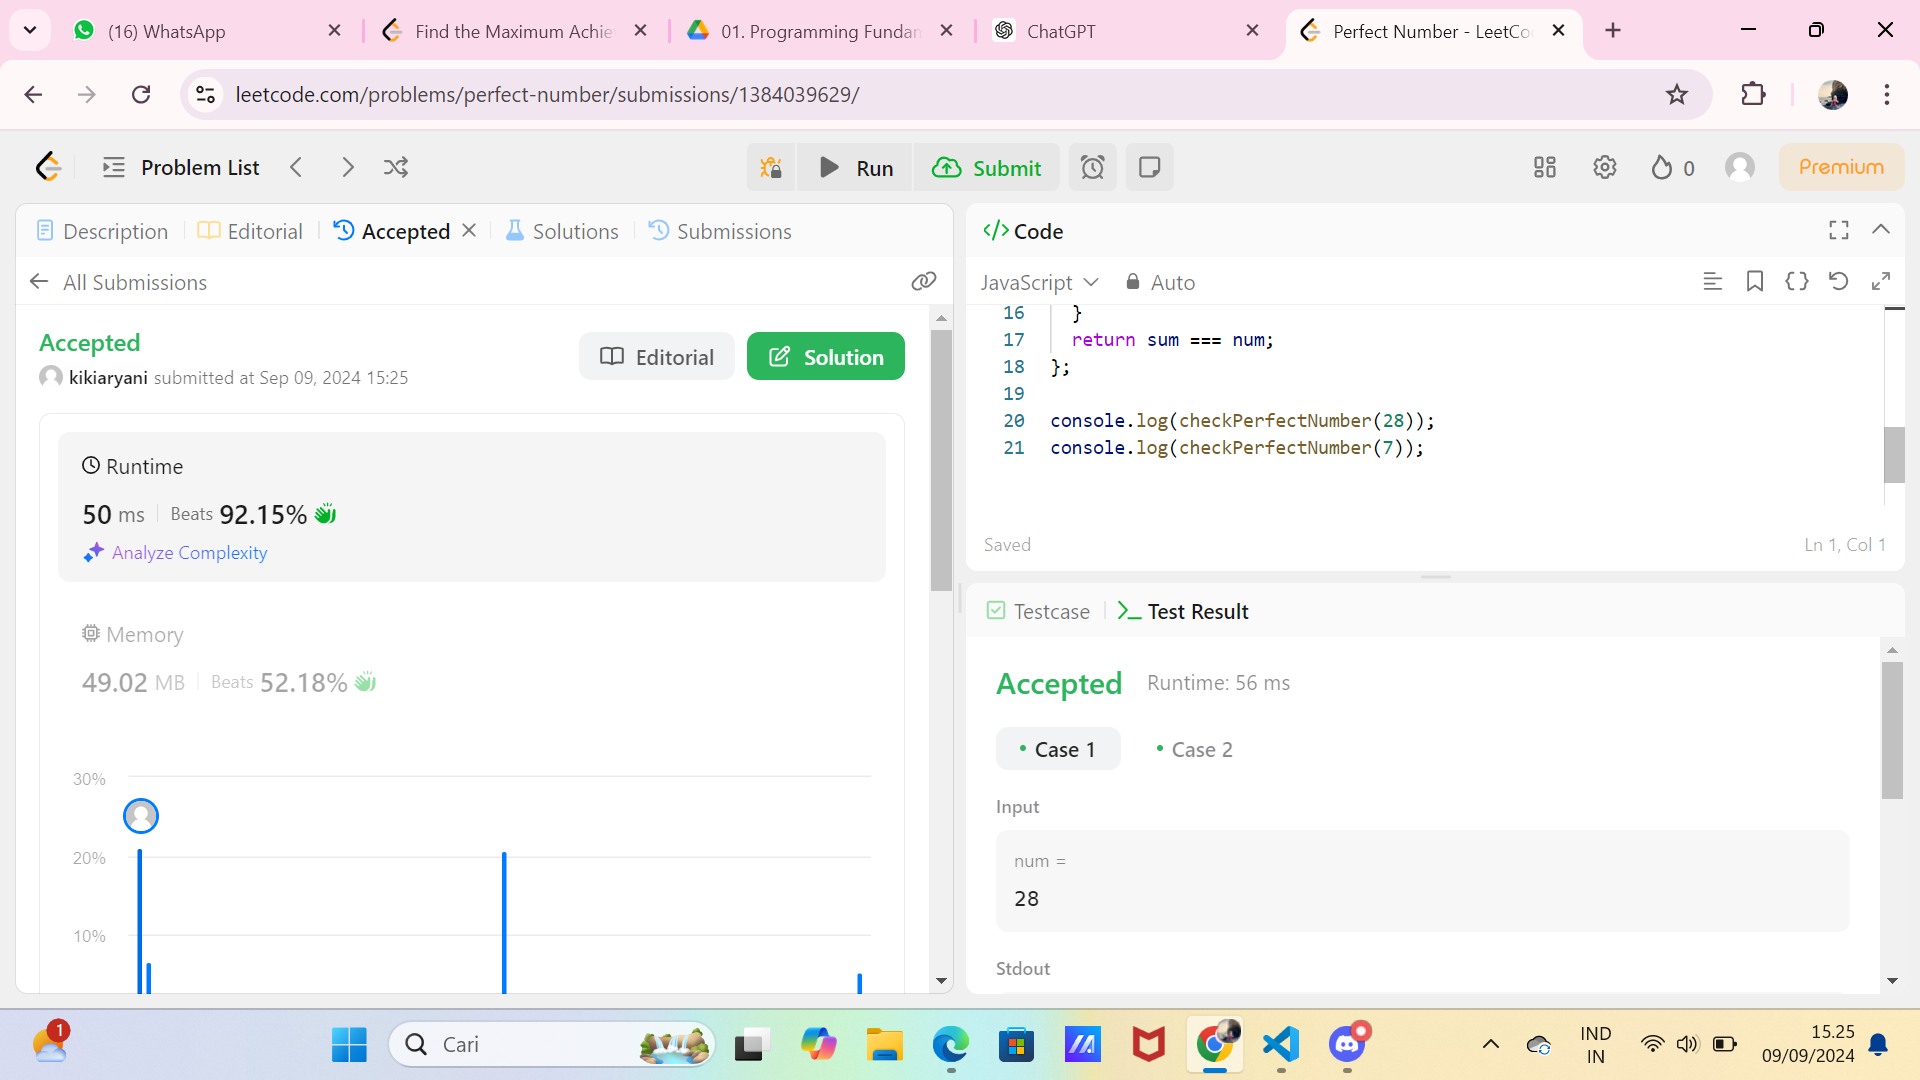 (16) WhatsApp
Find the Maximum Achie
01. Programming Fundan
ChatGPT
Perfect Number - LeetCo
leetcode.com/problems/perfect-number/submissions/1384039629/
Problem List
Run
Submit
0
Premium
Description
Editorial
Accepted
Solutions
Submissions
All Submissions
Accepted
kikiaryani submitted at Sep 09, 2024 15:25
Editorial
Solution
Runtime
50 ms
Beats 92.15%
Analyze Complexity
Memory
49.02 MB
Beats 52.18%
30%
20%
10%
</> Code
JavaScript
Auto
16 }
17 return sum === num;
18 };
19
20 console.log(checkPerfectNumber(28));
21 console.log(checkPerfectNumber(7));
Saved
Ln 1, Col 1
Testcase
Test Result
Accepted
Runtime: 56 ms
Case 1
Case 2
Input
num =
28
Stdout
1
Cari
IND
IN
15.25
09/09/2024